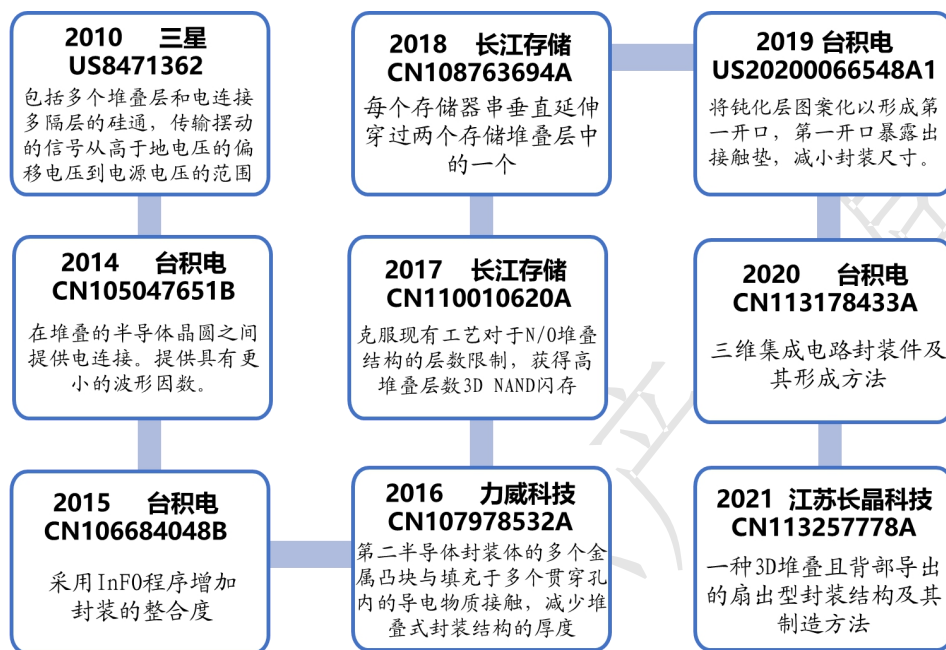 2010 三星
US8471362
包括多个堆叠层和电连接
多隔层的硅通，传输摆动
的信号从高于地电压的偏
移电压到电源电压的范围
2014 台积电
CN105047651B
在堆叠的半导体晶圆之间
提供电连接。提供具有更
小的波形因数。
2015 台积电
CN106684048B
采用InFO程序增加
封装的整合度
2016 力威科技
CN107978532A
第二半导体封装体的多个金
属凸块与填充于多个贯穿孔
内的导电物质接触，减少堆
叠式封装结构的厚度
2017 长江存储
CN110010620A
克服现有工艺对于N/O堆叠
结构的层数限制，获得高
堆叠层数3D NAND闪存
2018 长江存储
CN108763694A
每个存储器串垂直延伸
穿过两个存储堆叠层中
的一个
2019 台积电
US20200066548A1
将钝化层图案化以形成第
一开口，第一开口暴露出
接触垫，减小封装尺寸。
2020 台积电
CN113178433A
三维集成电路封装件及
其形成方法
2021 江苏长晶科技
CN113257778A
一种3D堆叠且背部导出
的扇出型封装结构及其
制造方法